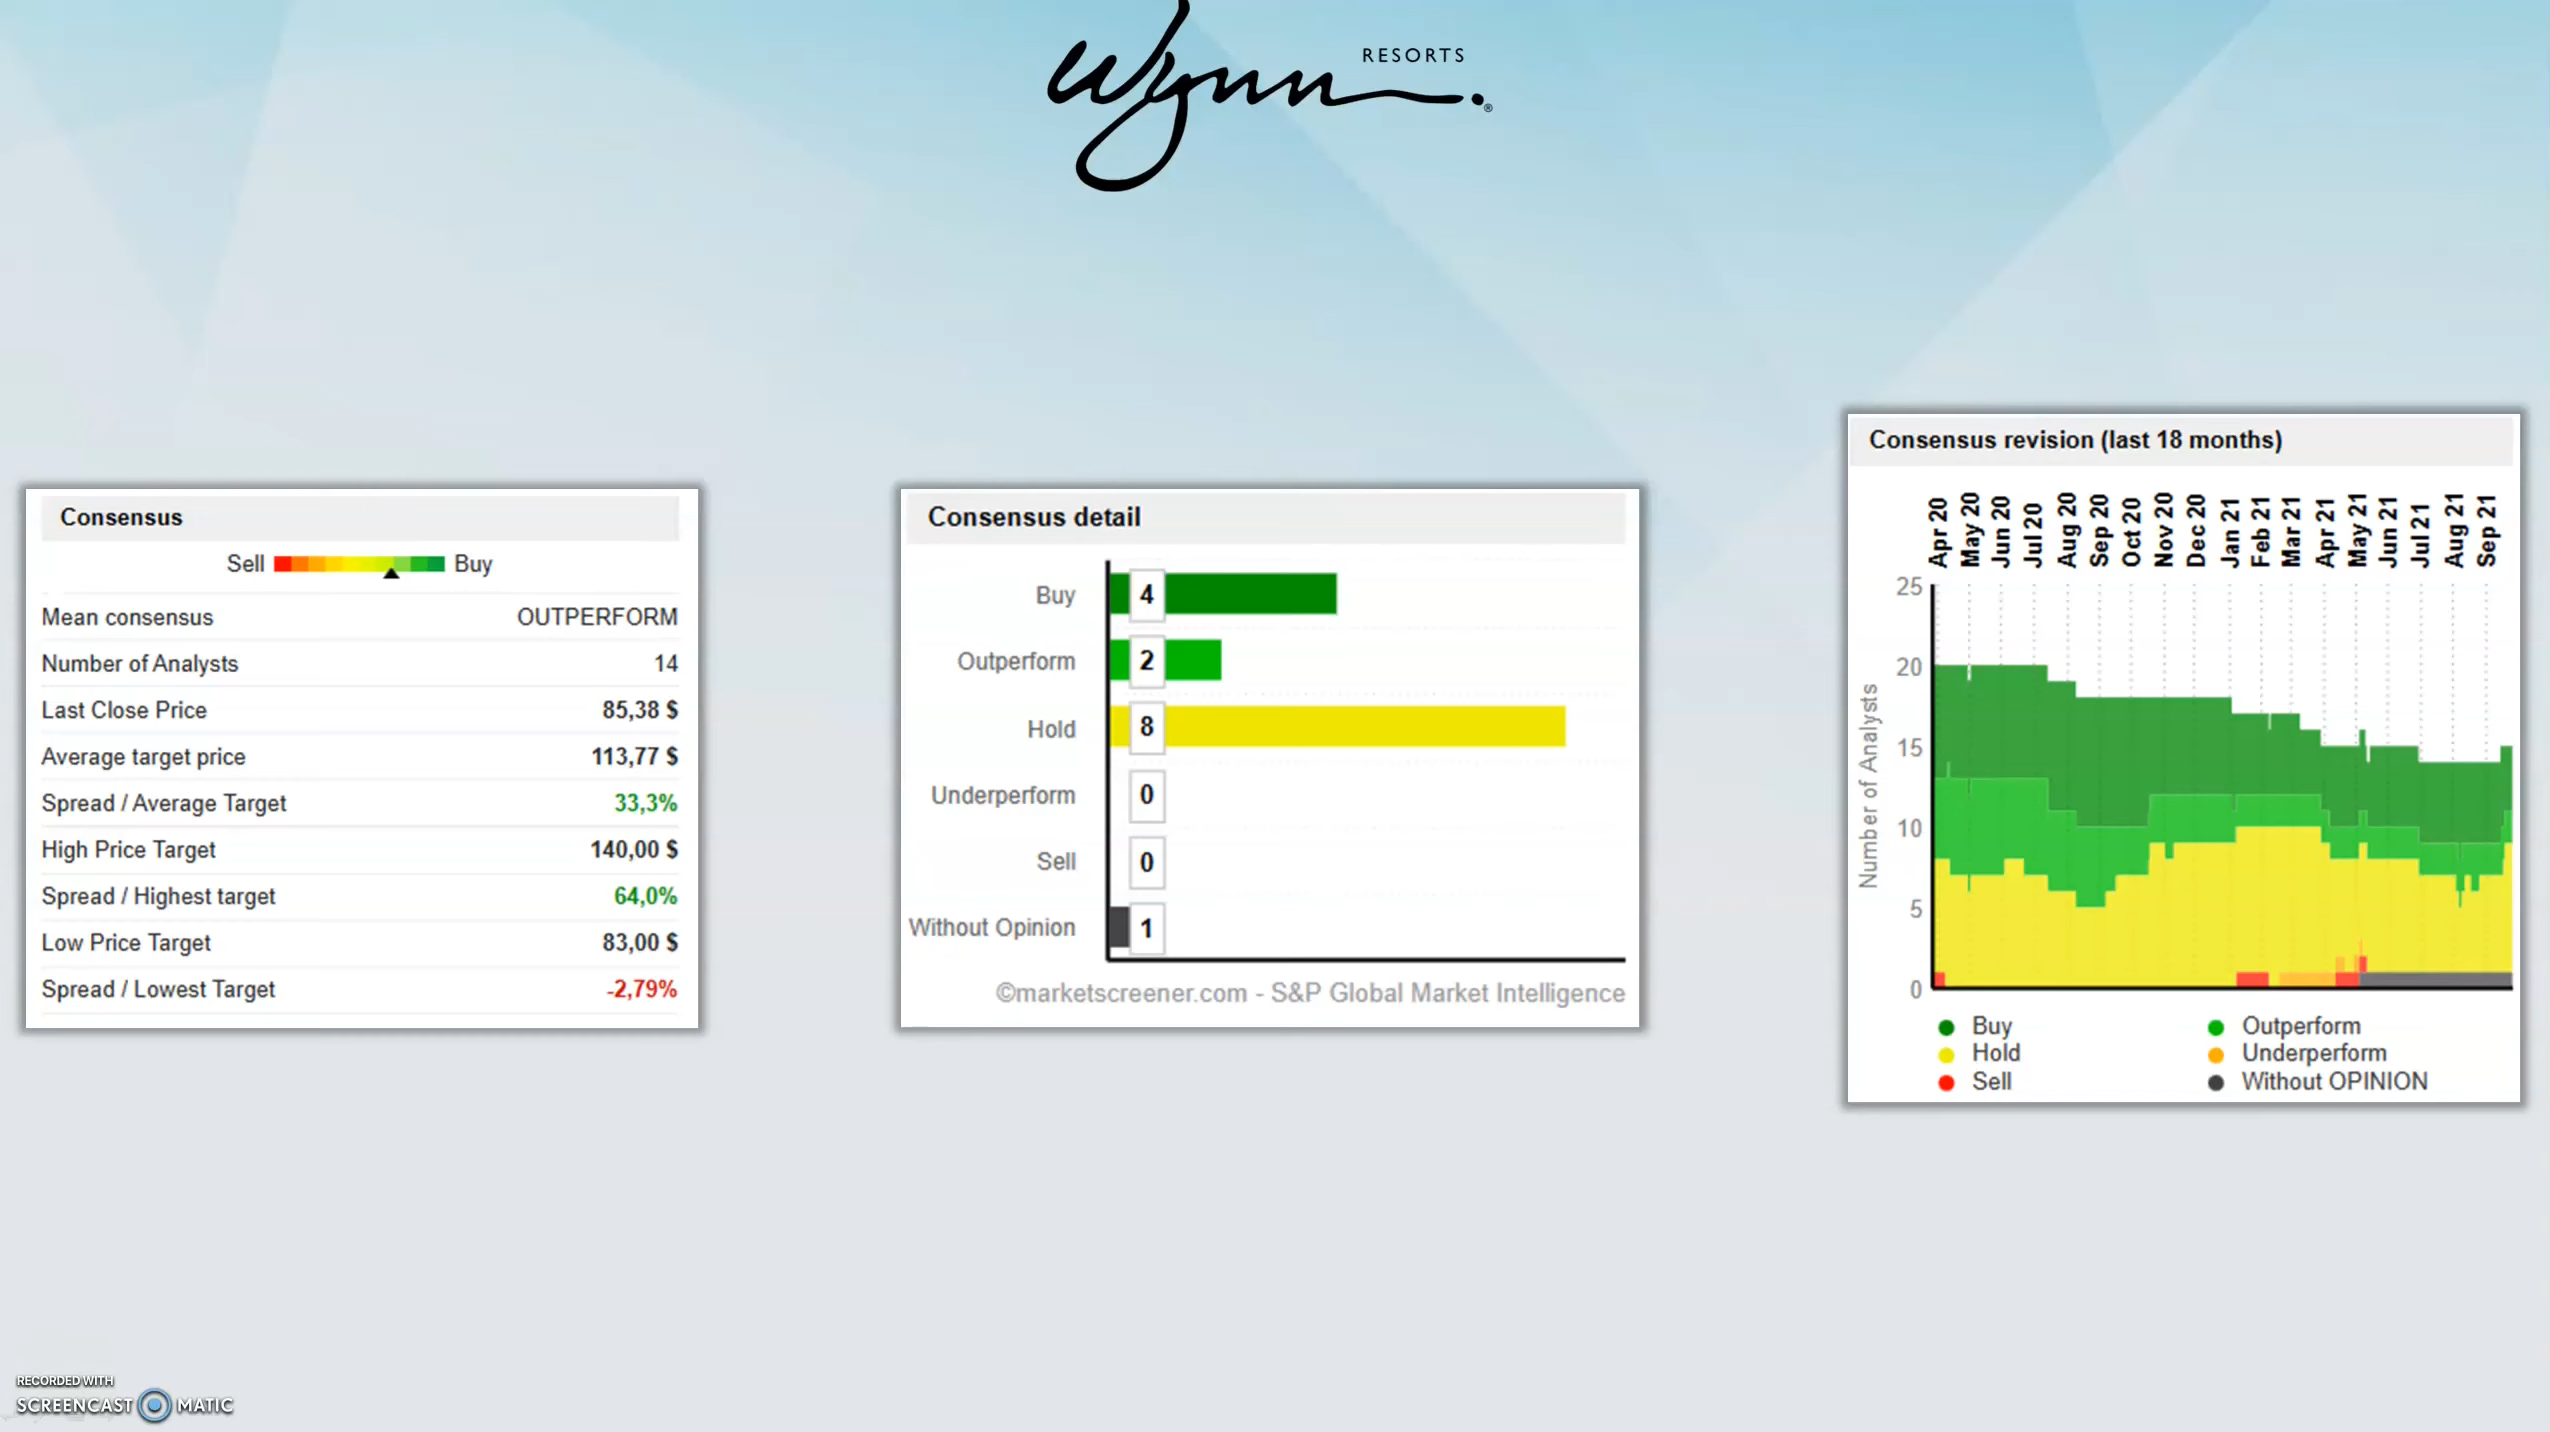 Wynn
RESORTS
®
Consensus
Sell Buy
Mean consensus OUTPERFORM
Number of Analysts 14
Last Close Price 85,38 $
Average target price 113,77 $
Spread / Average Target 33,3%
High Price Target 140,00 $
Spread / Highest target 64,0%
Low Price Target 83,00 $
Spread / Lowest Target -2,79%
Consensus detail
Buy 4
Outperform 2
Hold 8
Underperform 0
Sell 0
Without Opinion 1
©marketscreener.com - S&P Global Market Intelligence
Consensus revision (last 18 months)
Apr 20 May 20 Jun 20 Jul 20 Aug 20 Sep 20 Oct 20 Nov 20 Dec 20 Jan 21 Feb 21 Mar 21 Apr 21 May 21 Jun 21 Jul 21 Aug 21 Sep 21
Number of Analysts
25
20
15
10
5
0
Buy Outperform
Hold Underperform
Sell Without OPINION
RECORDED WITH
SCREENCAST MATIC